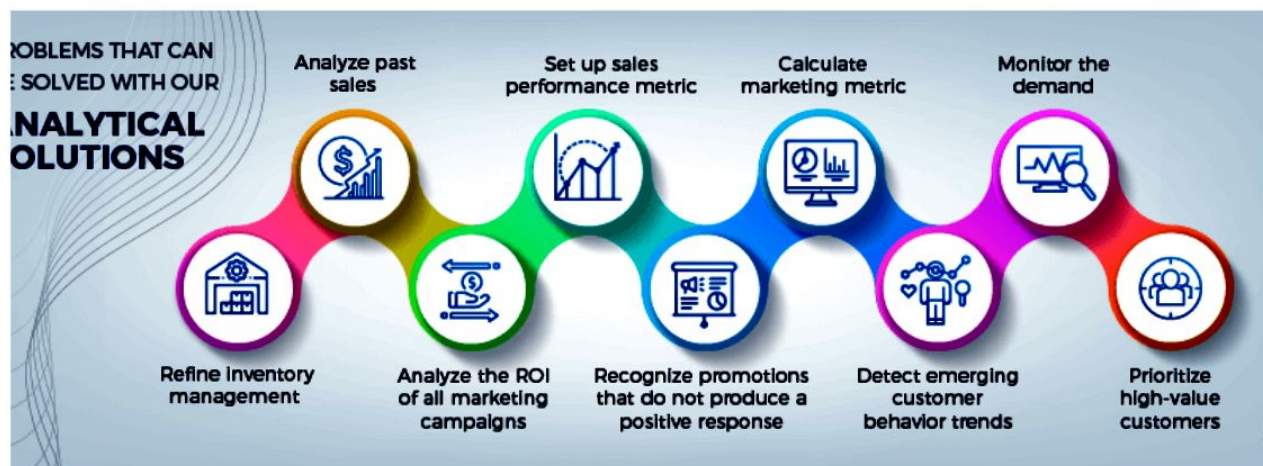 ROBLEMS THAT CAN
E SOLVED WITH OUR
ANALYTICAL
OLUTIONS
Analyze past
sales
Set up sales
performance metric
Calculate
marketing metric
Monitor the
demand
Refine inventory
management
Analyze the ROI
of all marketing
campaigns
Recognize promotions
that do not produce a
positive response
Detect emerging
customer
behavior trends
Prioritize
high-value
customers